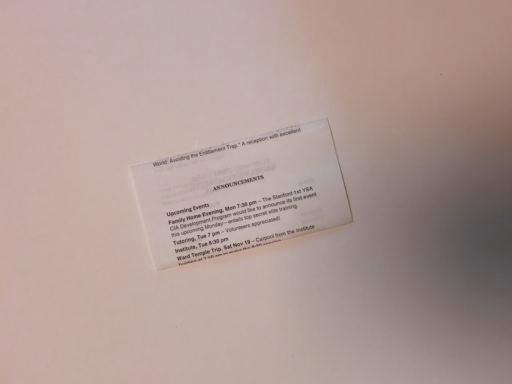 World: Avoiding the Entitlement Trap." A reception with excellent
ANNOUNCEMENTS
Upcoming Events
Family Home Evening, Mon 7:30 pm – The Stanford 1st YSA
CIA Development Program would like to announce its first event
this upcoming Monday – entails top secret elite training.
Tutoring, Tue 7 pm – Volunteers appreciated!
Institute, Tue 8:30 pm
Ward Temple Trip, Sat Nov 19 – Carpool from the Institute